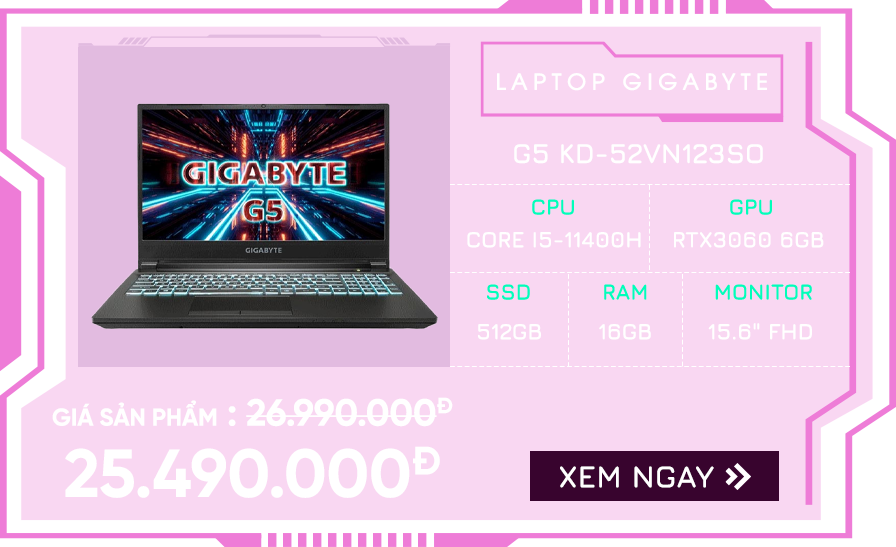 LAPTOP GIGABYTE
G5 KD-52VN123SO
GIGABYTE
G5
GIGABYTE
CPU
CORE I5-11400H
GPU
RTX3060 6GB
SSD
512GB
RAM
16GB
MONITOR
15.6" FHD
GIÁ SẢN PHẨM : 26.990.000Đ
25.490.000Đ
XEM NGAY